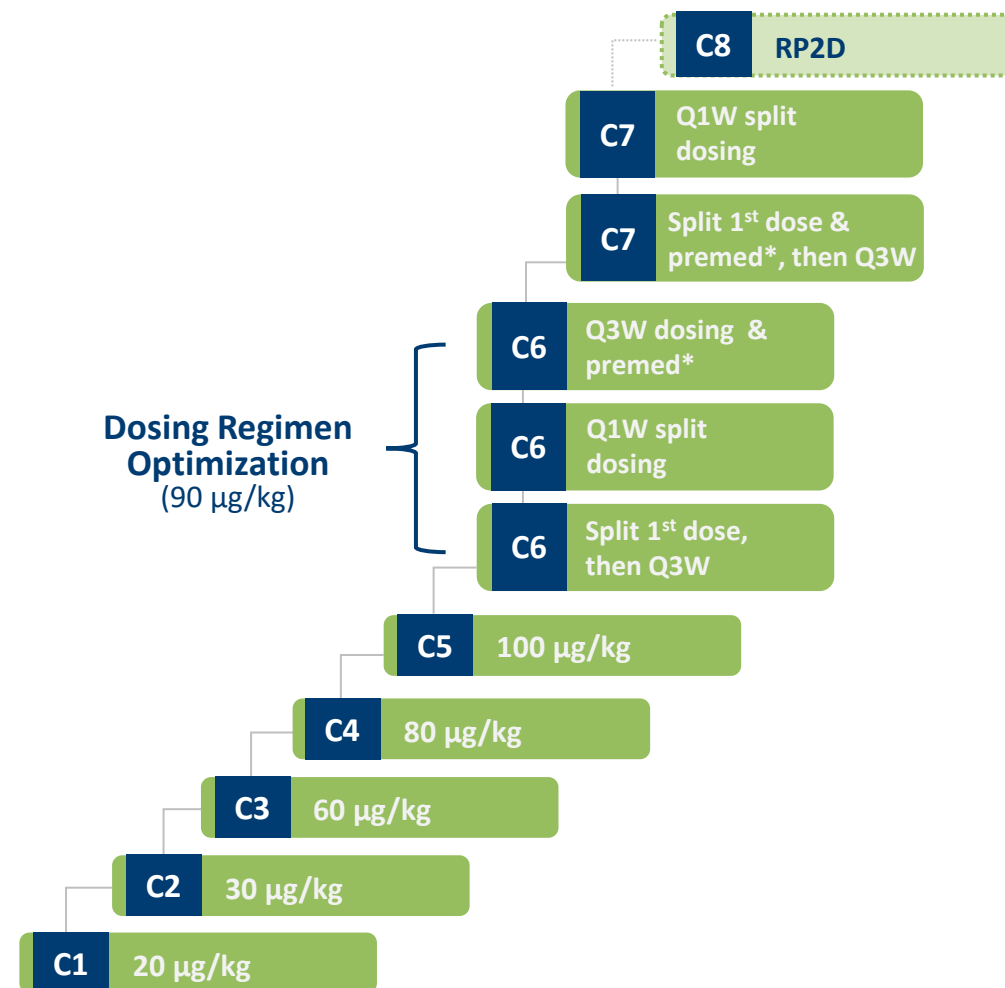 C8 RP2D
C7 Q1W split
dosing
C7 Split 1st dose &
premed*, then Q3W
C6 Q3W dosing &
premed*
Dosing Regimen
Optimization
(90 µg/kg)
C6 Q1W split
dosing
C6 Split 1st dose,
then Q3W
C5 100 µg/kg
C4 80 µg/kg
C3 60 µg/kg
C2 30 µg/kg
C1 20 µg/kg